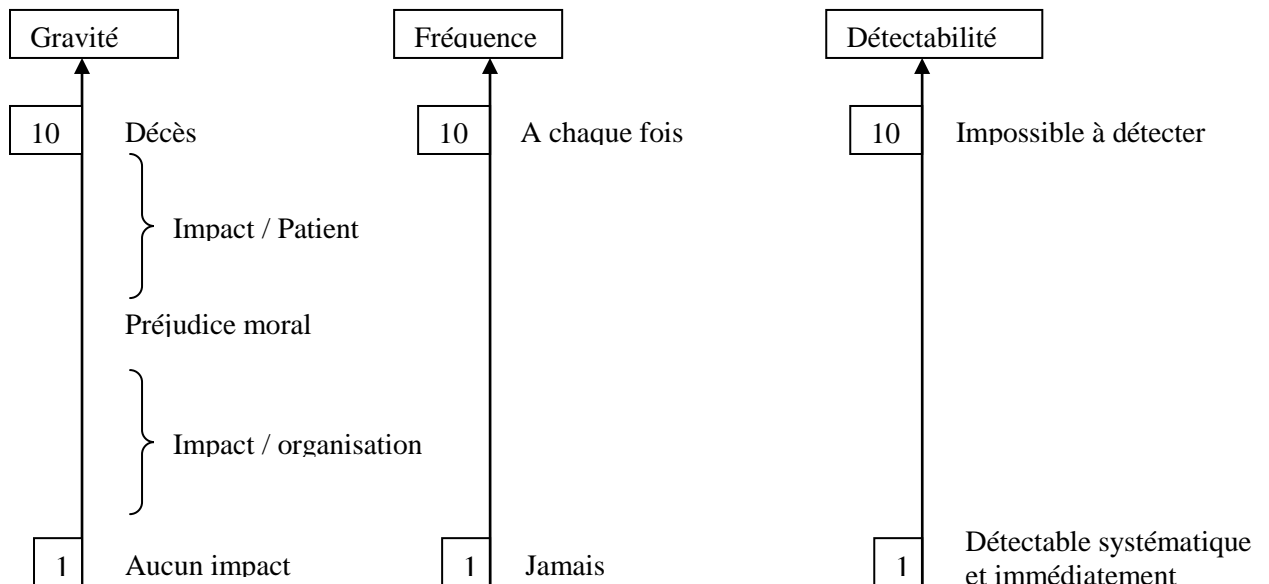 Gravité
Fréquence
Détectabilité
10
Décès
10
A chaque fois
10
Impossible à détecter
Impact / Patient
Préjudice moral
Impact / organisation
1
Aucun impact
1
Jamais
1
Détectable systématique
et immédiatement